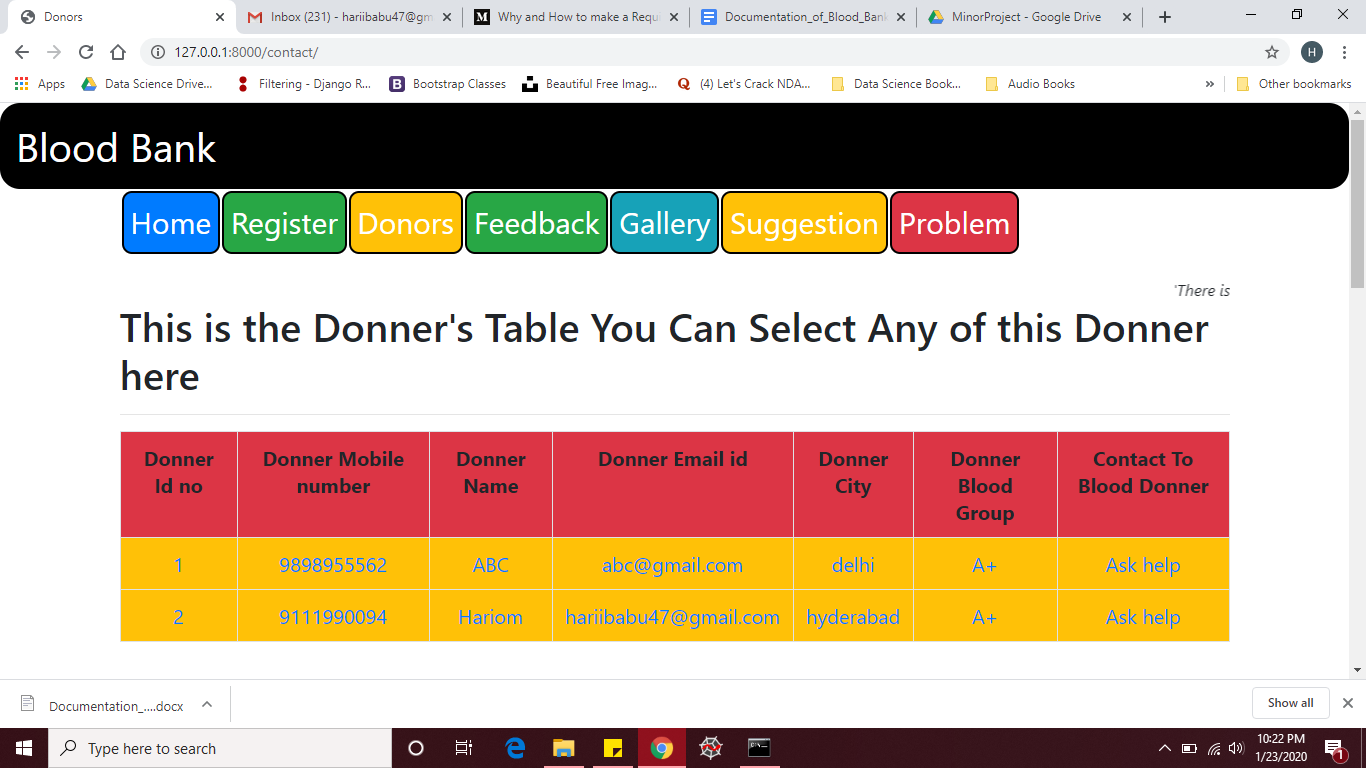 Donors
Inbox (231) - hariibabu47@gm
Why and How to make a Requ
Documentation_of_Blood_Bank
MinorProject - Google Drive
127.0.0.1:8000/contact/
H
Apps
Data Science Drive...
Filtering - Django R...
Bootstrap Classes
Beautiful Free Imag...
(4) Let's Crack NDA...
Data Science Book...
Audio Books
»
Other bookmarks
Blood Bank
Home Register Donors Feedback Gallery Suggestion Problem
'There is
This is the Donner's Table You Can Select Any of this Donner
here
Donner Id no Donner Mobile number Donner Name Donner Email id Donner City Donner Blood Group Contact To Blood Donner
1 9898955562 ABC abc@gmail.com delhi A+ Ask help
2 9111990094 Hariom hariibabu47@gmail.com hyderabad A+ Ask help
Documentation_....docx
Show all
Type here to search
10:22 PM
1/23/2020
1